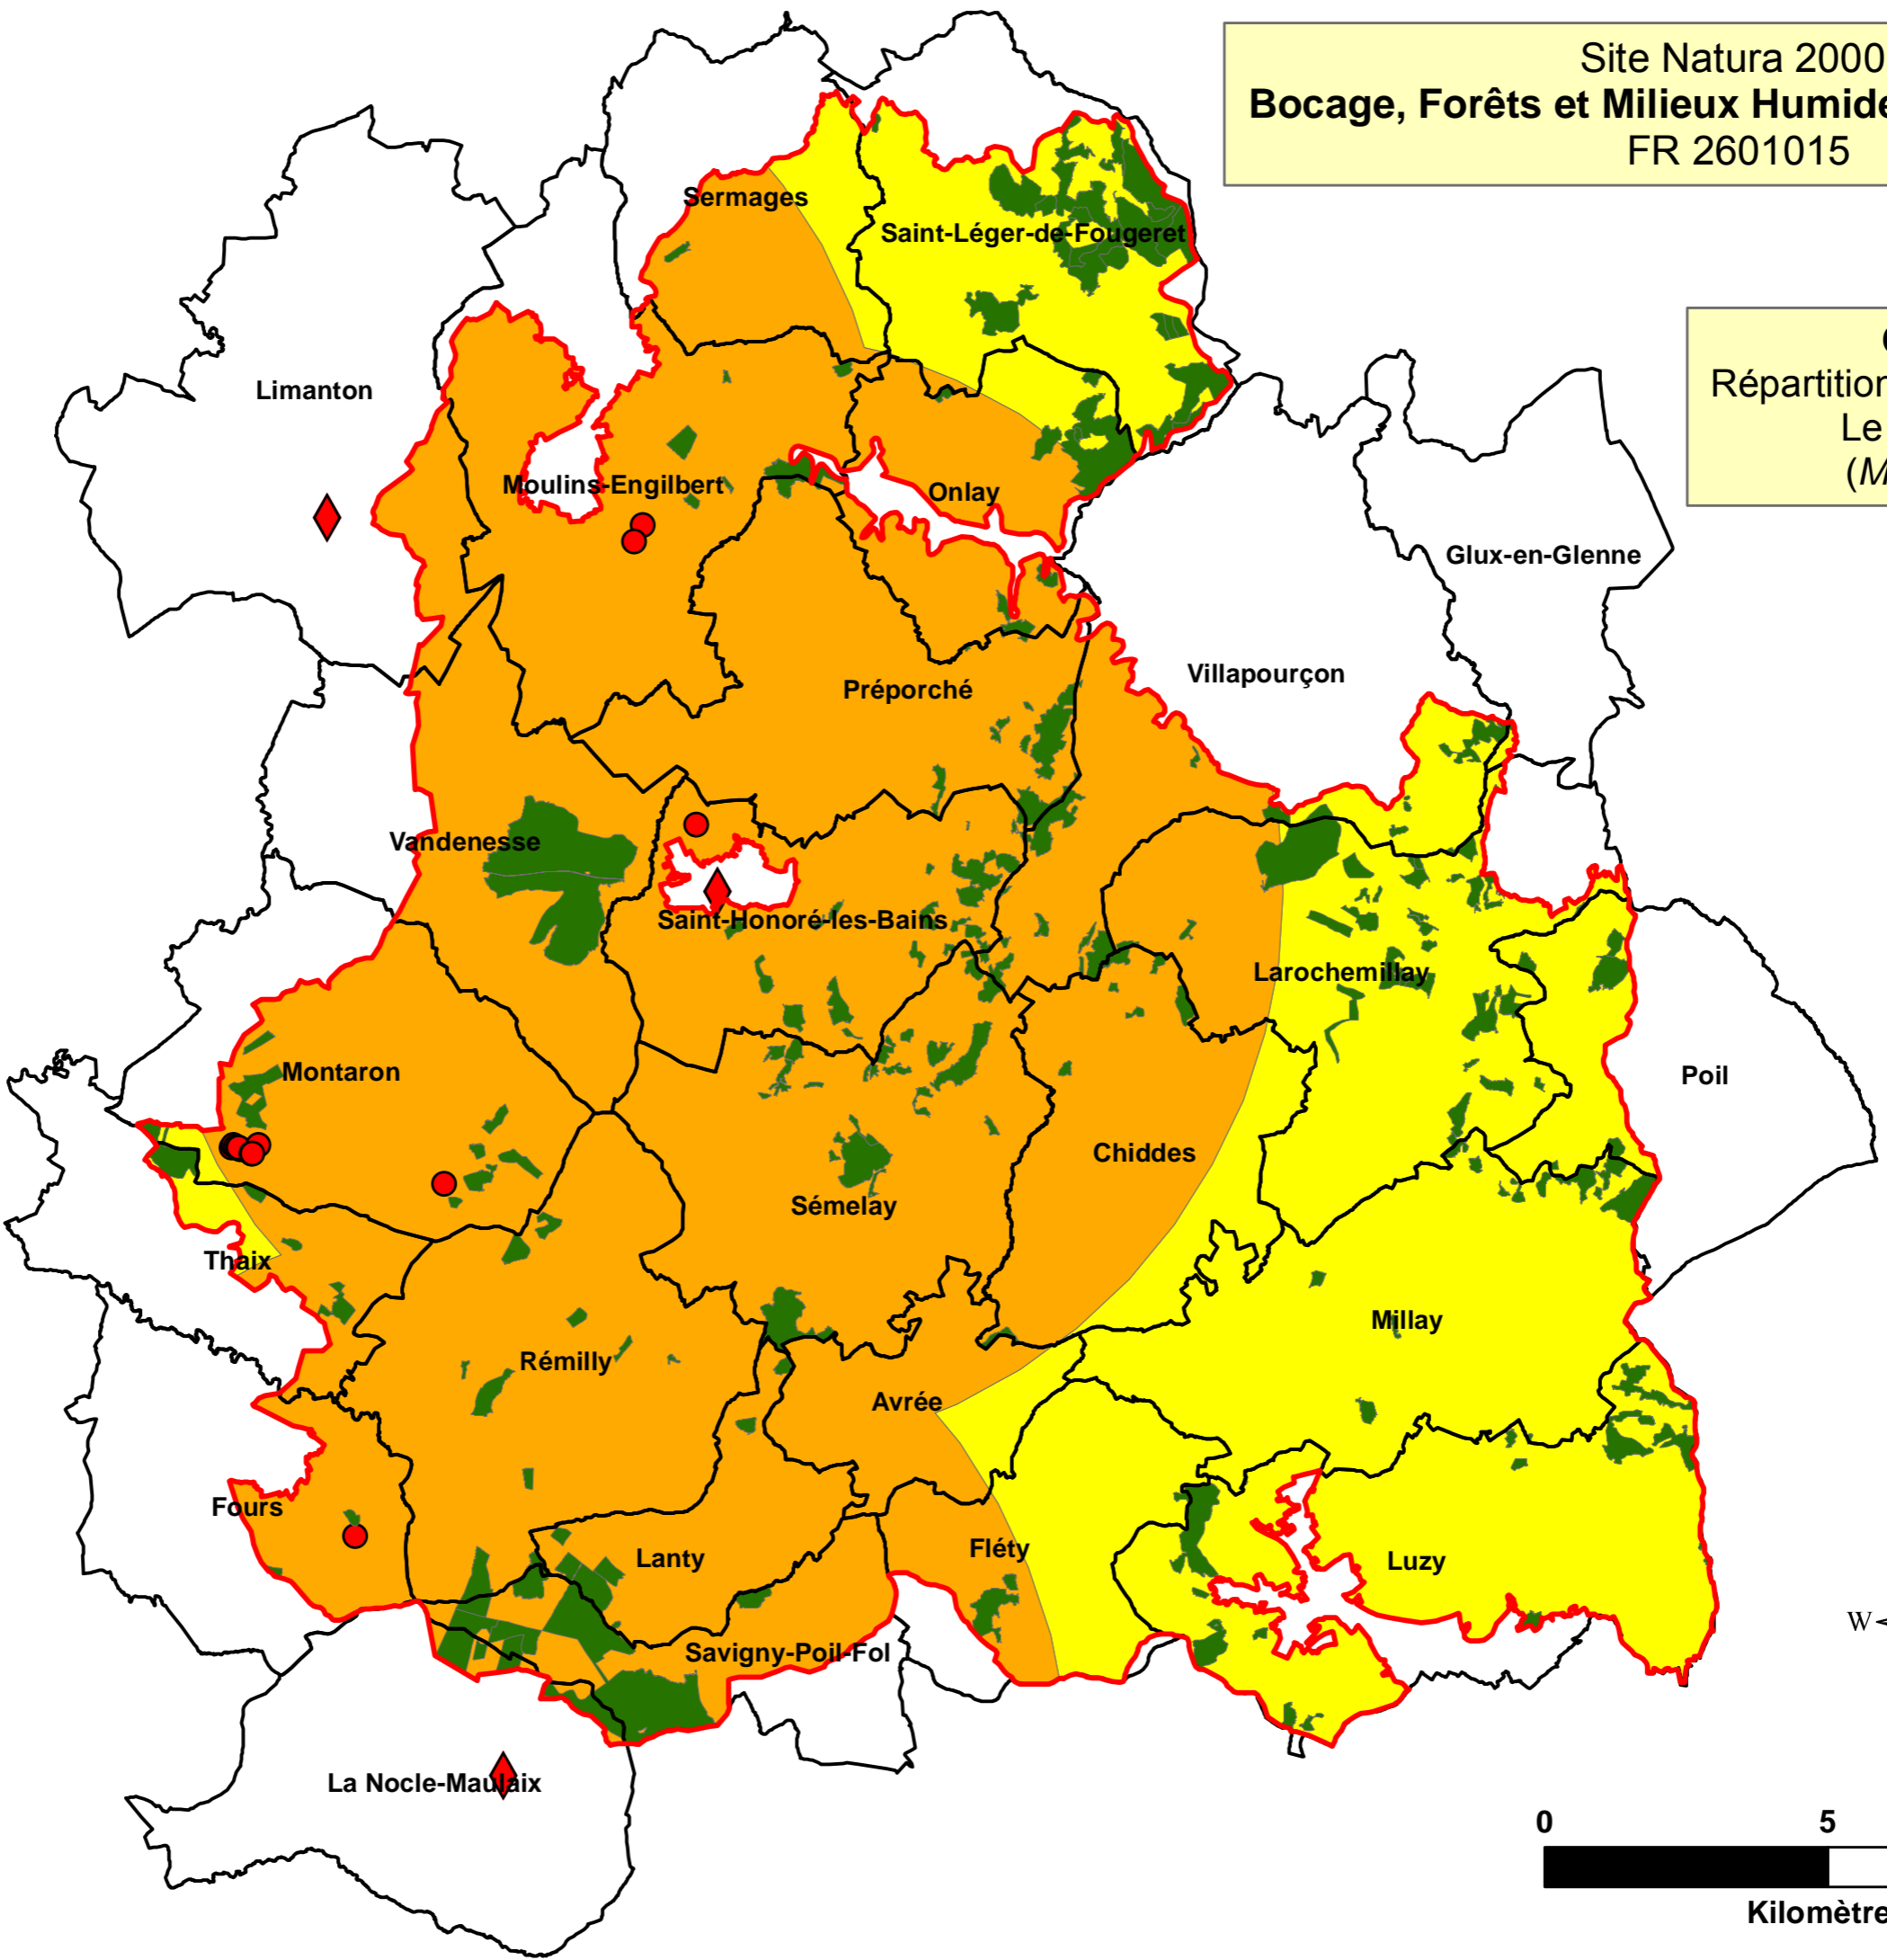 Site Natura 2000
Bocage, Forêts et Milieux Humide
FR 2601015
Répartition
Le
(M
Sermages
Saint-Léger-de-Fougeret
Limanton
Moulins-Engilbert
Onlay
Glux-en-Glenne
Villapourçon
Préporché
Vandenesse
Saint-Honoré-les-Bains
Larochemillay
Montaron
Poil
Chiddes
Sémelay
Thaix
Millay
Rémilly
Avrée
Fours
Fléty
Lanty
Luzy
W
Savigny-Poil-Fol
La Nocle-Maulaix
0 5
Kilomètre